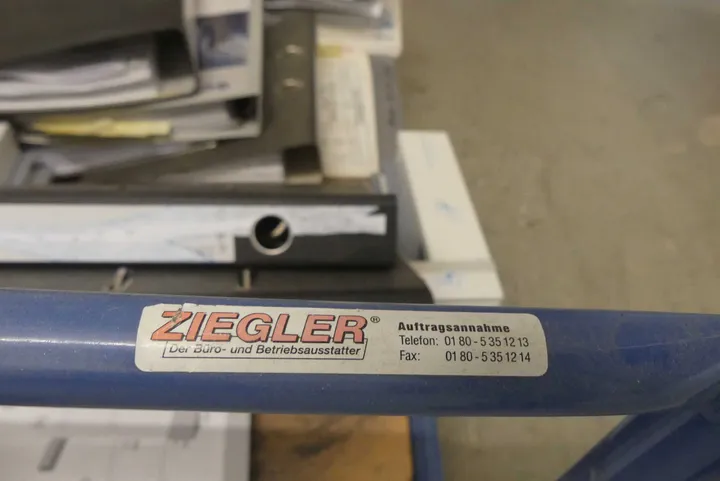 ZIEGLER®
Der Büro- und Betriebsausstatter
Auftragsannahme
Telefon: 01 80 - 5 35 12 13
Fax: 01 80 - 5 35 12 14